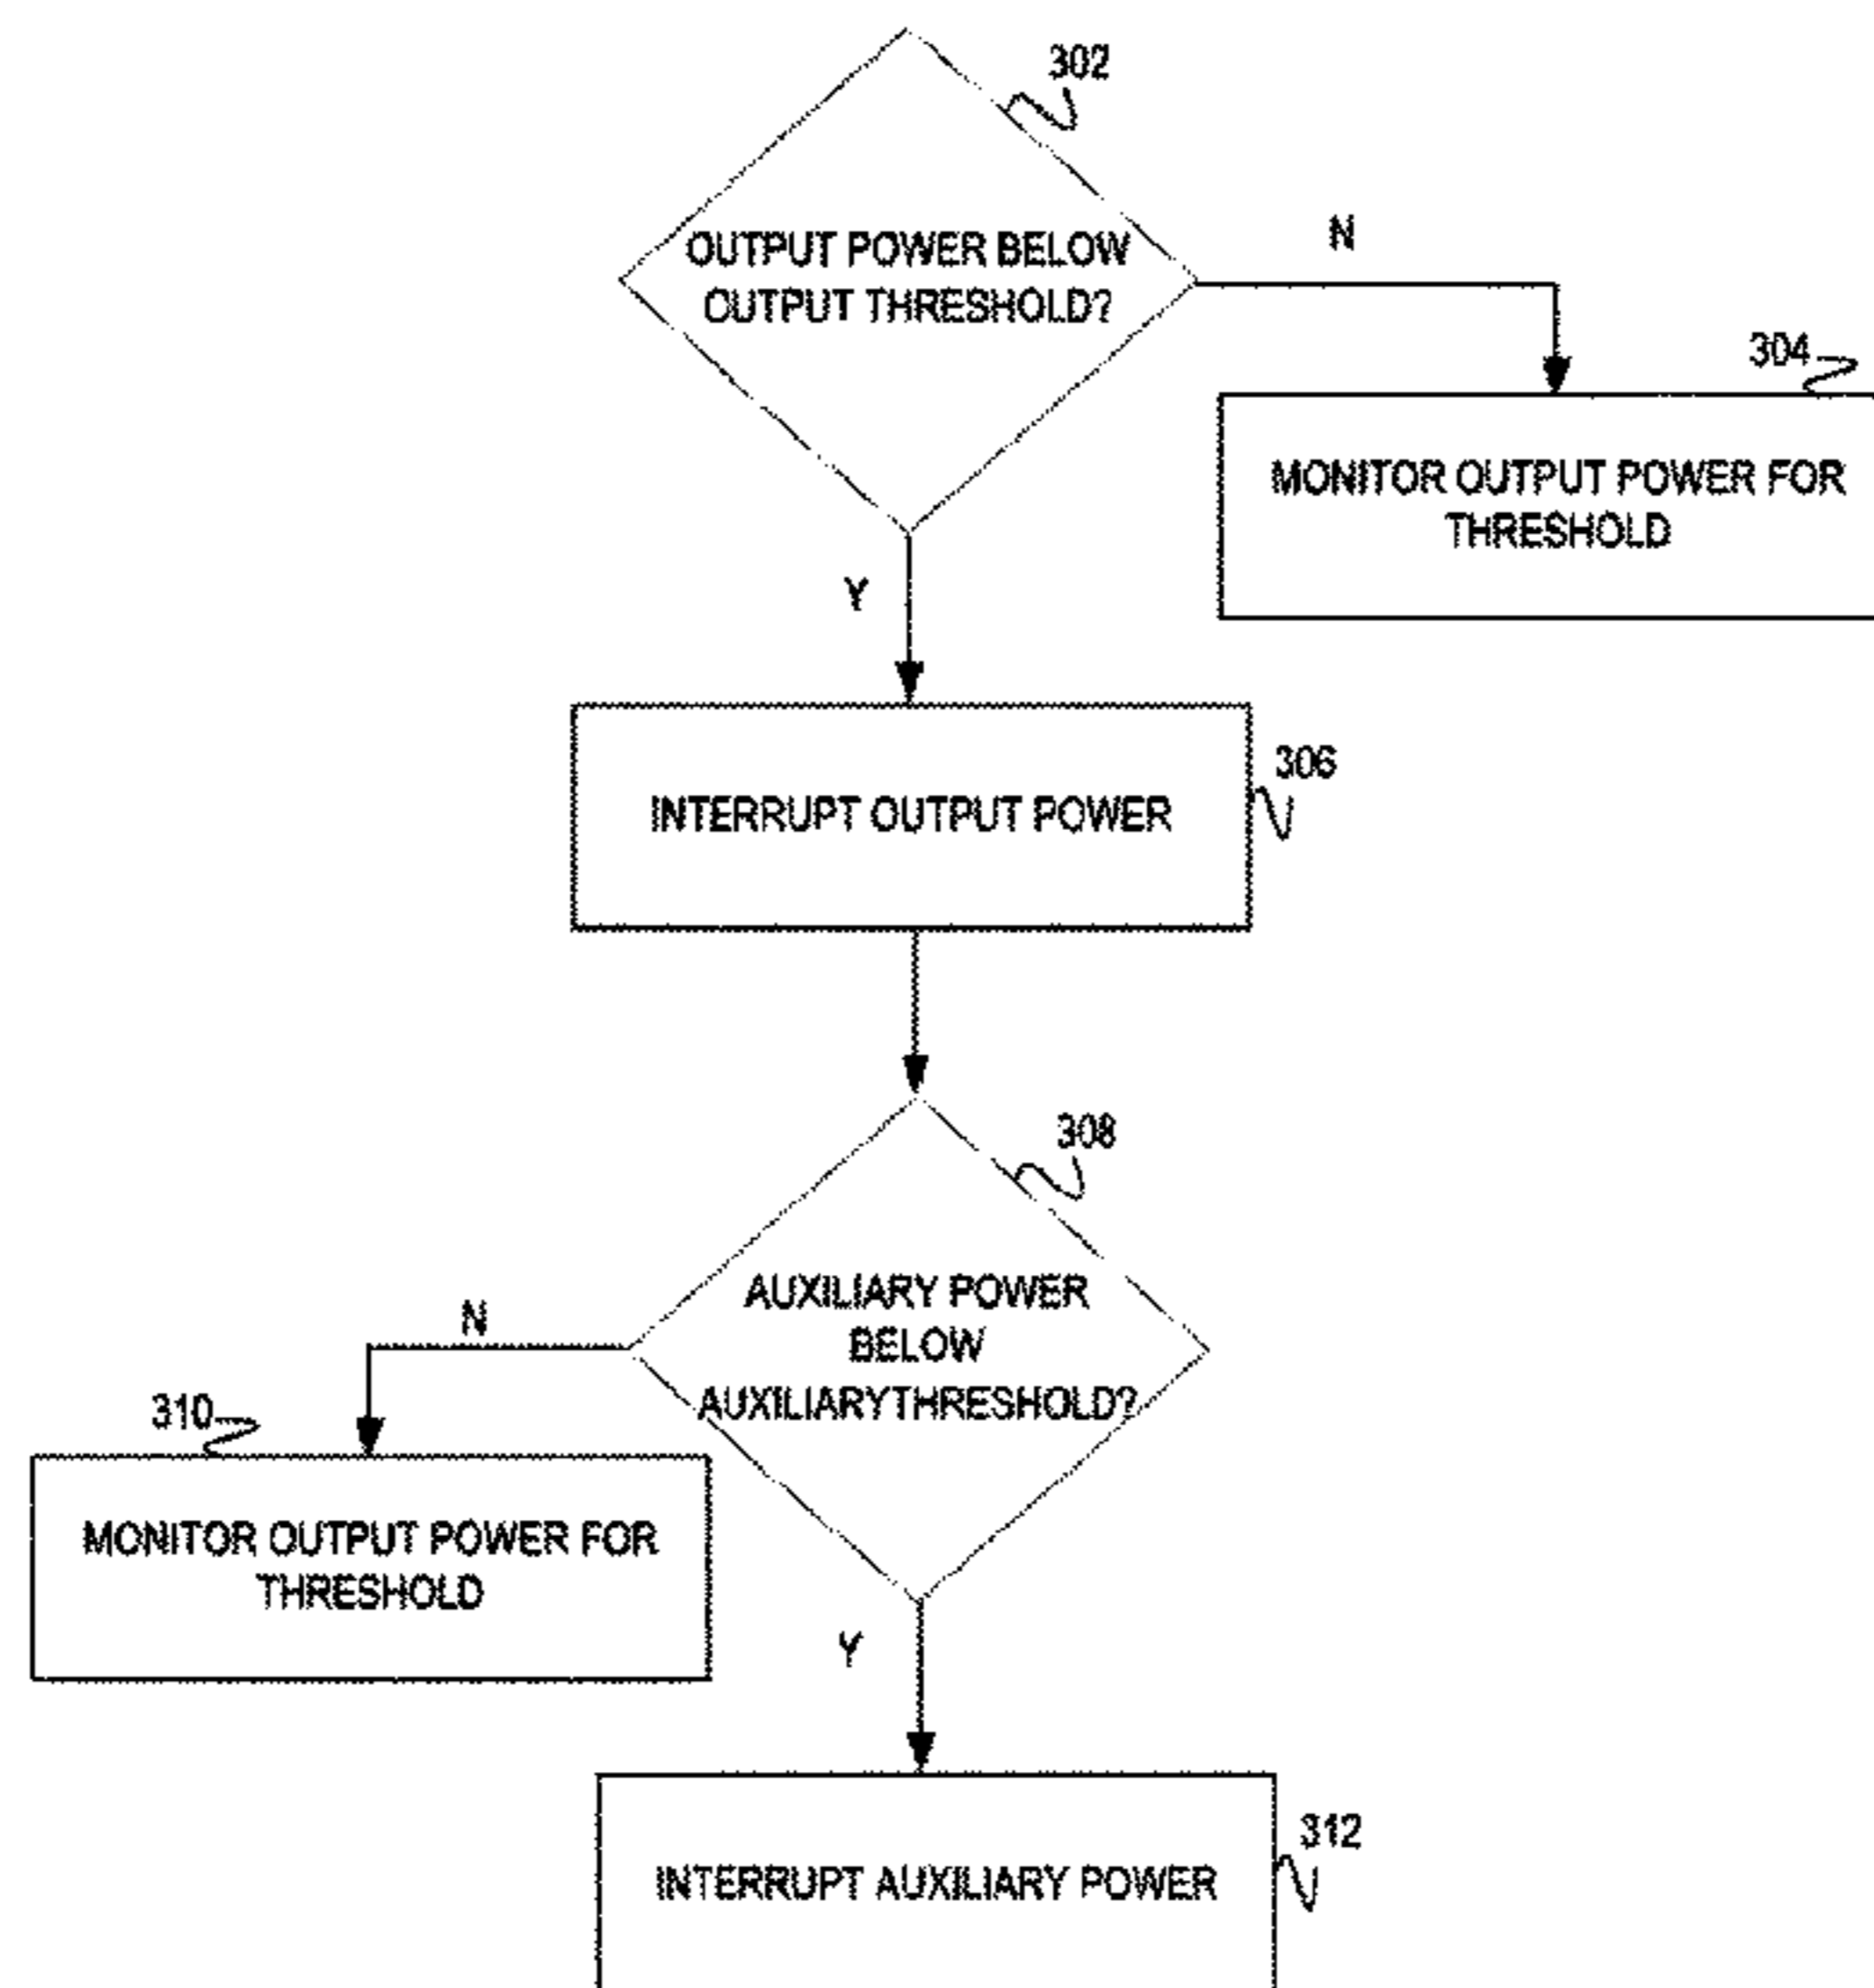 302
OUTPUT POWER BELOW
OUTPUT THRESHOLD?
N
304
MONITOR OUTPUT POWER FOR
THRESHOLD
Y
INTERRUPT OUTPUT POWER
306
308
AUXILIARY POWER
BELOW
AUXILIARYTHRESHOLD?
N
310
MONITOR OUTPUT POWER FOR
THRESHOLD
Y
INTERRUPT AUXILIARY POWER
312